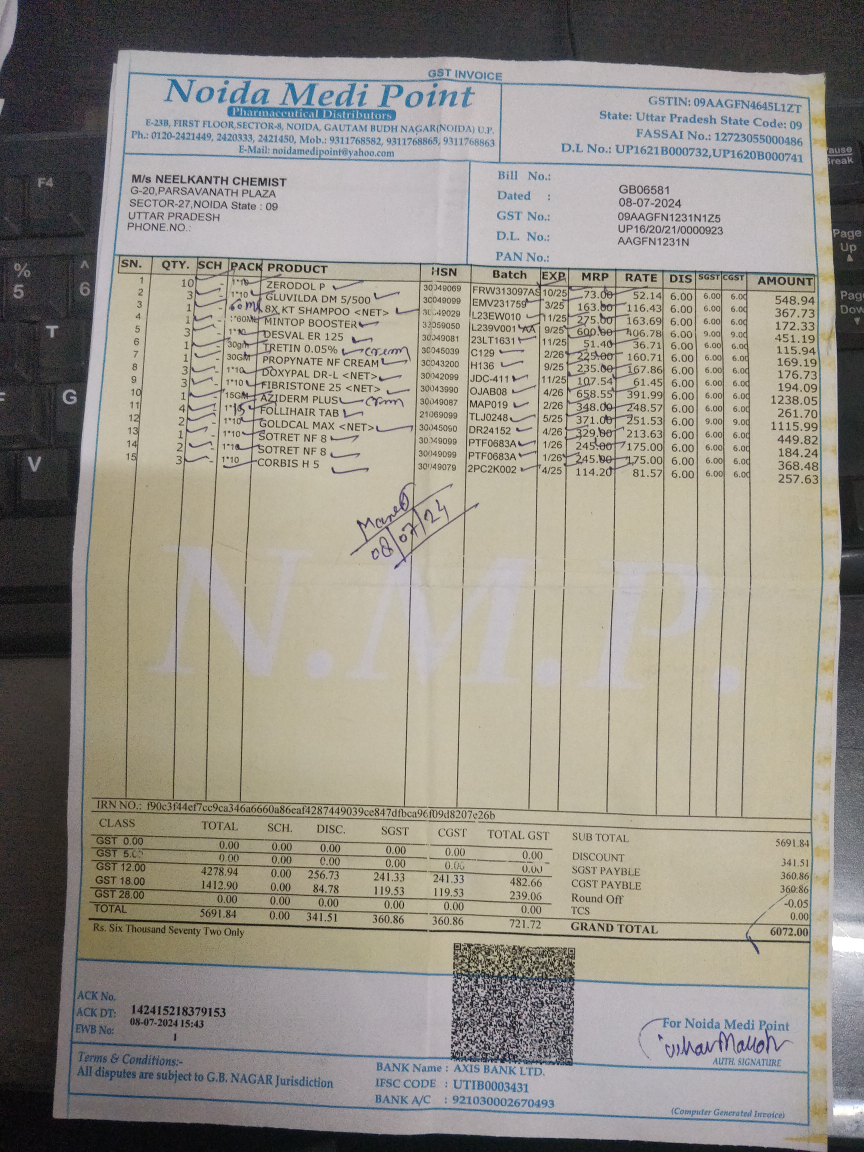 GST INVOICE
Noida Medi Point
Pharmaceutical Distributors
E-23B, FIRST FLOOR,SECTOR-8, NOIDA, GAUTAM BUDH NAGAR(NOIDA) U.P.
Ph.: 0120-2421449, 2420333, 2421450, Mob.: 9311768582, 9311768865, 9311768863
E-Mail: noidamedipoint@yahoo.com
GSTIN: 09AAGFN4645L1ZT
State: Uttar Pradesh State Code: 09
FASSAI No.: 12723055000486
D.L No.: UP1621B000732,UP1620B000741
M/s NEELKANTH CHEMIST
G-20,PARSAVANATH PLAZA
SECTOR-27,NOIDA State : 09
UTTAR PRADESH
PHONE.NO.:
Bill No.: GB06581
Dated : 08-07-2024
GST No.: 09AAGFN1231N1Z5
D.L. No.: UP16/20/21/0000923
PAN No.: AAGFN1231N
SN. QTY. SCH PACK PRODUCT HSN Batch EXP MRP RATE DIS SGST CGST AMOUNT
1 10 - 1*10 ZERODOL P 30049069 FRW313097AS 10/25 73.00 52.14 6.00 6.00 6.00 548.94
2 3 - 1*10 GLUVILDA DM 5/500 30049099 EMV231759 3/25 163.00 116.43 6.00 6.00 6.00 367.73
3 1 - 60 ML 8X KT SHAMPOO <NET> 30049029 L23EW010 11/25 275.00 163.69 6.00 6.00 6.00 172.33
4 1 - 1*60ML MINTOP BOOSTER 33059050 L239V001 AA 9/25 600.00 406.78 6.00 9.00 9.00 451.19
5 3 - 1*10 DESVAL ER 125 30049081 23LT1631 11/25 51.40 36.71 6.00 6.00 6.00 115.94
6 1 - 30gm TRETIN 0.05% cream 30045039 C129 2/26 225.00 160.71 6.00 6.00 6.00 169.19
7 1 - 30GM PROPYNATE NF CREAM 30043200 H136 9/25 235.00 167.86 6.00 6.00 6.00 176.73
8 3 - 1*10 DOXYPAL DR-L <NET> 30042099 JDC-411 11/25 107.54 61.45 6.00 6.00 6.00 194.09
9 3 - 1*10 FIBRISTONE 25 <NET> 30043990 OJAB08 4/26 658.55 391.99 6.00 6.00 6.00 1238.05
10 1 - 15GM AZIDERM PLUS 30049087 MAP019 2/26 348.00 248.57 6.00 6.00 6.00 261.70
11 4 - 1*15 FOLLIHAIR TAB 21069099 TLJ0248 5/25 371.00 251.53 6.00 9.00 9.00 1115.99
12 2 - 1*10 GOLDCAL MAX <NET> 30045090 DR24152 4/26 329.00 213.63 6.00 6.00 6.00 449.82
13 1 - 1*10 SOTRET NF 8 30049099 PTF0683A 1/26 245.00 175.00 6.00 6.00 6.00 184.24
14 2 - 1*10 SOTRET NF 8 30049099 PTF0683A 1/26 245.00 175.00 6.00 6.00 6.00 368.48
15 3 - 1*10 CORBIS H 5 30049079 2PC2K002 4/25 114.20 81.57 6.00 6.00 6.00 257.63
08/07/24
N.M.P.
IRN NO.: f90c3f44ef7cc9ca346a6660a86eaf4287449039ce847dfbca96f09d8207e26b
CLASS TOTAL SCH. DISC. SGST CGST TOTAL GST
GST 0.00 0.00 0.00 0.00 0.00 0.00 0.00
GST 5.00 0.00 0.00 0.00 0.00 0.00 0.00
GST 12.00 4278.94 0.00 256.73 241.33 241.33 482.66
GST 18.00 1412.90 0.00 84.78 119.53 119.53 239.06
GST 28.00 0.00 0.00 0.00 0.00 0.00 0.00
TOTAL 5691.84 0.00 341.51 360.86 360.86 721.72
SUB TOTAL 5691.84
DISCOUNT 341.51
SGST PAYBLE 360.86
CGST PAYBLE 360.86
Round Off -0.05
TCS 0.00
GRAND TOTAL 6072.00
Rs. Six Thousand Seventy Two Only
ACK No. 142415218379153
ACK DT: 08-07-2024 15:43
EWB No: 1
For Noida Medi Point
AUTH. SIGNATURE
Terms & Conditions:-
All disputes are subject to G.B. NAGAR Jurisdiction
BANK Name : AXIS BANK LTD.
IFSC CODE : UTIB0003431
BANK A/C : 921030002670493
(Computer Generated Invoice)
F4
%
5
^
6
T
F
G
V
Pause
Break
Page
Up
Page